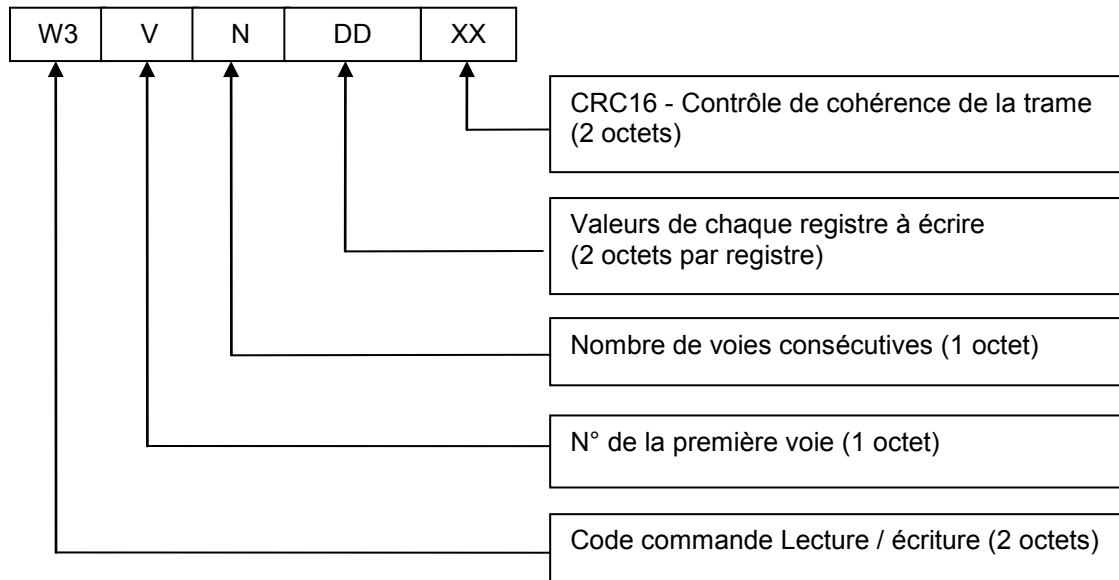 W3 V N DD XX
CRC16 - Contrôle de cohérence de la trame
(2 octets)
Valeurs de chaque registre à écrire
(2 octets par registre)
Nombre de voies consécutives (1 octet)
N° de la première voie (1 octet)
Code commande Lecture / écriture (2 octets)